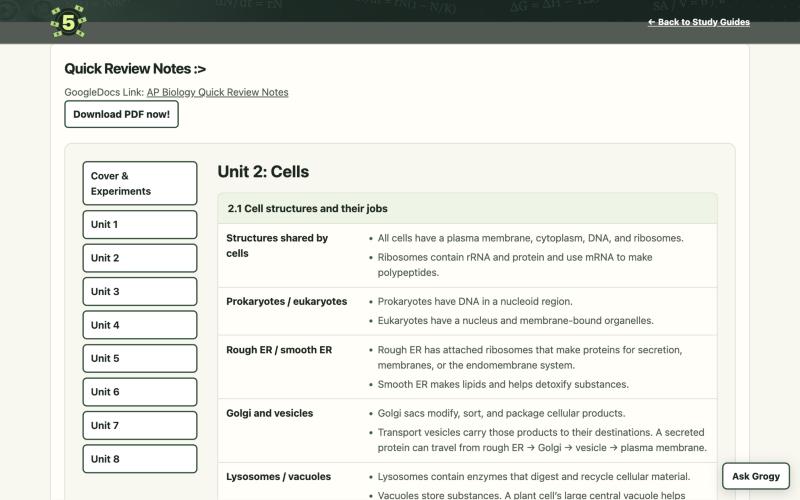 5
← Back to Study Guides
Quick Review Notes :>
GoogleDocs Link: AP Biology Quick Review Notes
Download PDF now!
Cover &
Experiments
Unit 1
Unit 2
Unit 3
Unit 4
Unit 5
Unit 6
Unit 7
Unit 8
Unit 2: Cells
2.1 Cell structures and their jobs
Structures shared by
cells
• All cells have a plasma membrane, cytoplasm, DNA, and ribosomes.
• Ribosomes contain rRNA and protein and use mRNA to make
polypeptides.
Prokaryotes / eukaryotes
• Prokaryotes have DNA in a nucleoid region.
• Eukaryotes have a nucleus and membrane-bound organelles.
Rough ER / smooth ER
• Rough ER has attached ribosomes that make proteins for secretion,
membranes, or the endomembrane system.
• Smooth ER makes lipids and helps detoxify substances.
Golgi and vesicles
• Golgi sacs modify, sort, and package cellular products.
• Transport vesicles carry those products to their destinations. A secreted
protein can travel from rough ER → Golgi → vesicle → plasma membrane.
Lysosomes / vacuoles
• Lysosomes contain enzymes that digest and recycle cellular material.
• Vacuoles store substances. A plant cell's large central vacuole helps
Ask Grogy